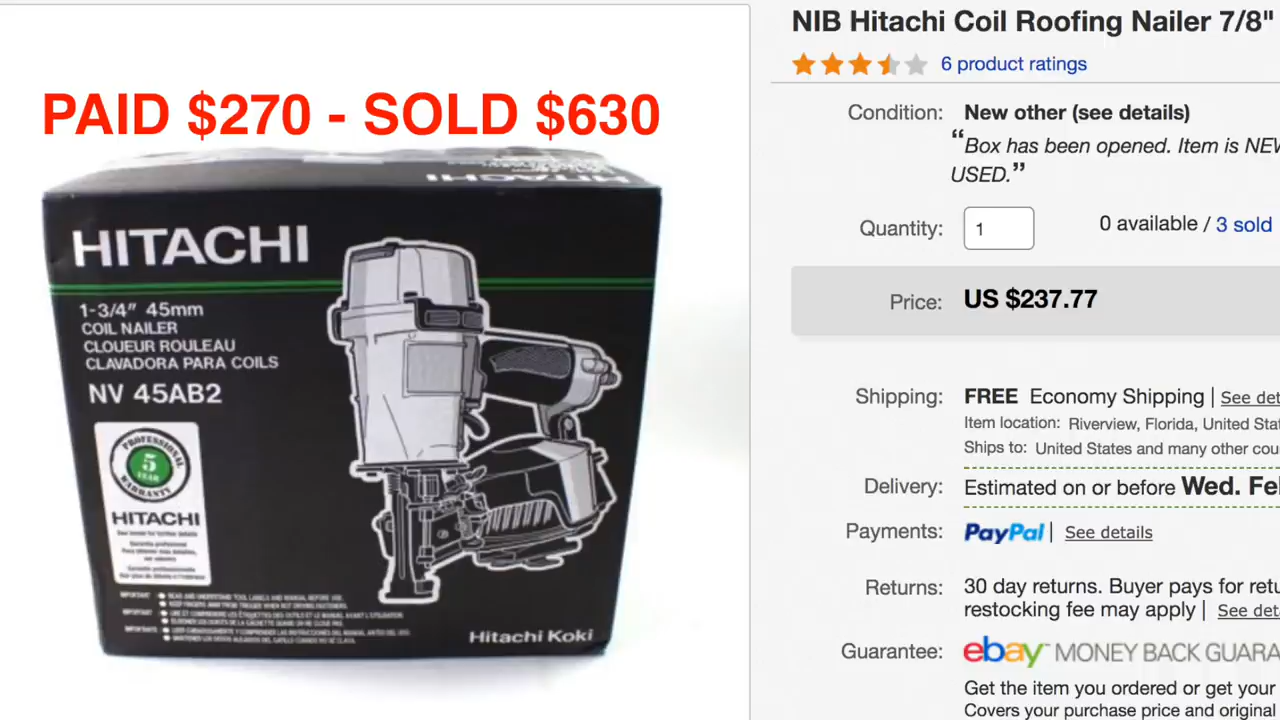 PAID $270 - SOLD $630
HITACHI
HITACHI
1-3/4" 45mm
COIL NAILER
CLOUEUR ROULEAU
CLAVADORA PARA COILS
NV 45AB2
PROFESSIONAL
5
YEAR
WARRANTY
HITACHI
Hitachi Koki
NIB Hitachi Coil Roofing Nailer 7/8"
6 product ratings
Condition: New other (see details)
“Box has been opened. Item is NEW
USED.”
Quantity: 1 0 available / 3 sold
Price: US $237.77
Shipping: FREE Economy Shipping | See det
Item location: Riverview, Florida, United Stat
Ships to: United States and many other cou
Delivery: Estimated on or before Wed. Fel
Payments: PayPal | See details
Returns: 30 day returns. Buyer pays for retu
restocking fee may apply | See det
Guarantee: ebay™ MONEY BACK GUARA
Get the item you ordered or get your
Covers your purchase price and original